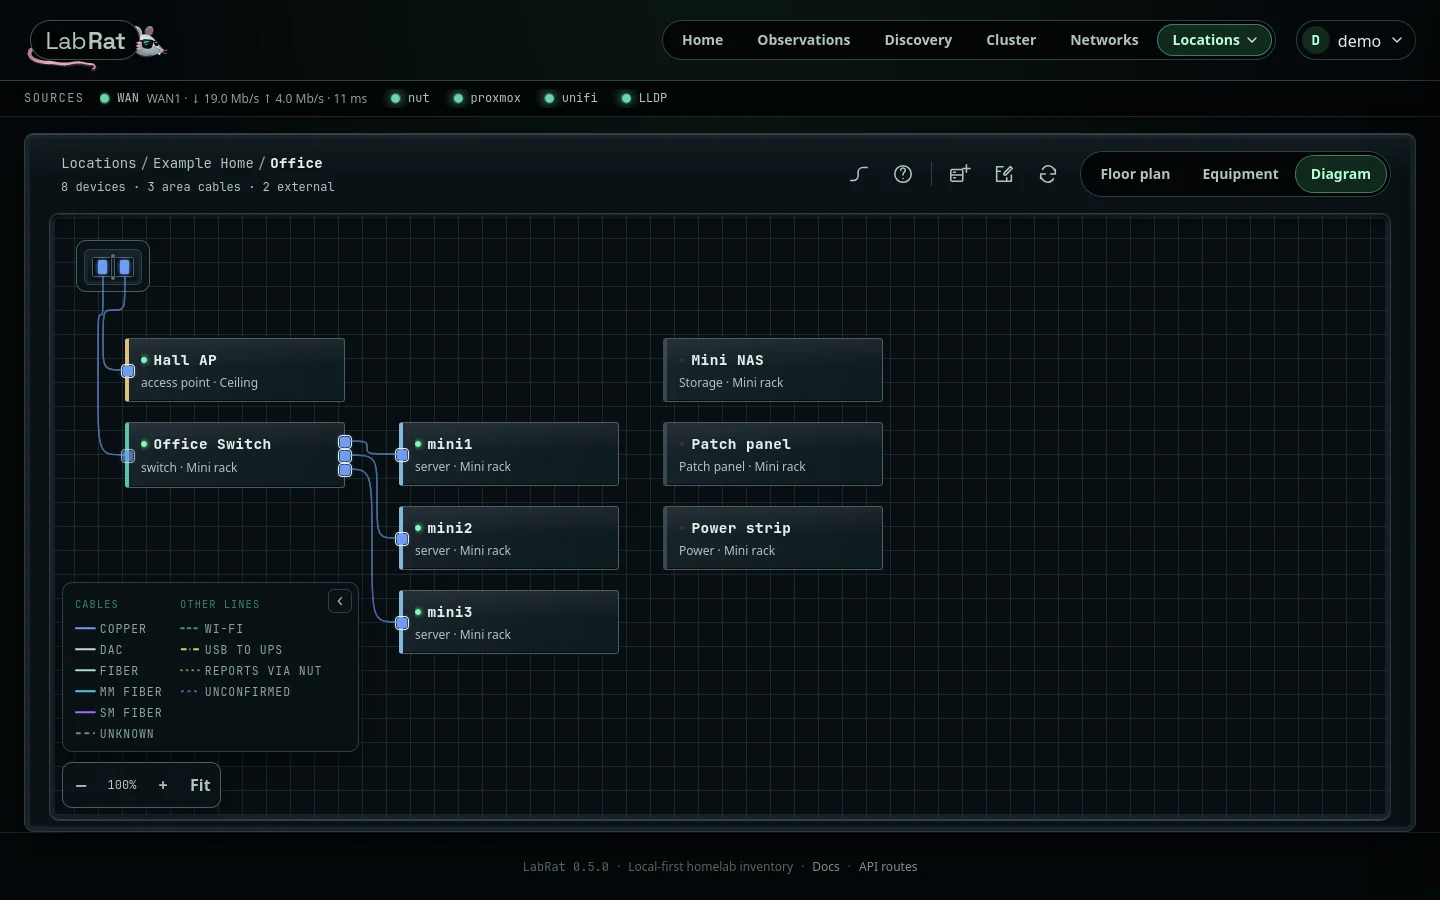 LabRat
Home
Observations
Discovery
Cluster
Networks
Locations
D
demo
SOURCES
WAN WAN1 · ↓ 19.0 Mb/s ↑ 4.0 Mb/s · 11 ms
nut
proxmox
unifi
LLDP
Locations / Example Home / Office
8 devices · 3 area cables · 2 external
Floor plan
Equipment
Diagram
Hall AP
access point · Ceiling
Mini NAS
Storage · Mini rack
Office Switch
switch · Mini rack
mini1
server · Mini rack
Patch panel
Patch panel · Mini rack
mini2
server · Mini rack
Power strip
Power · Mini rack
mini3
server · Mini rack
CABLES
COPPER
DAC
FIBER
MM FIBER
SM FIBER
UNKNOWN
OTHER LINES
WI-FI
USB TO UPS
REPORTS VIA NUT
UNCONFIRMED
− 100% + Fit
LabRat 0.5.0 · Local-first homelab inventory · Docs · API routes